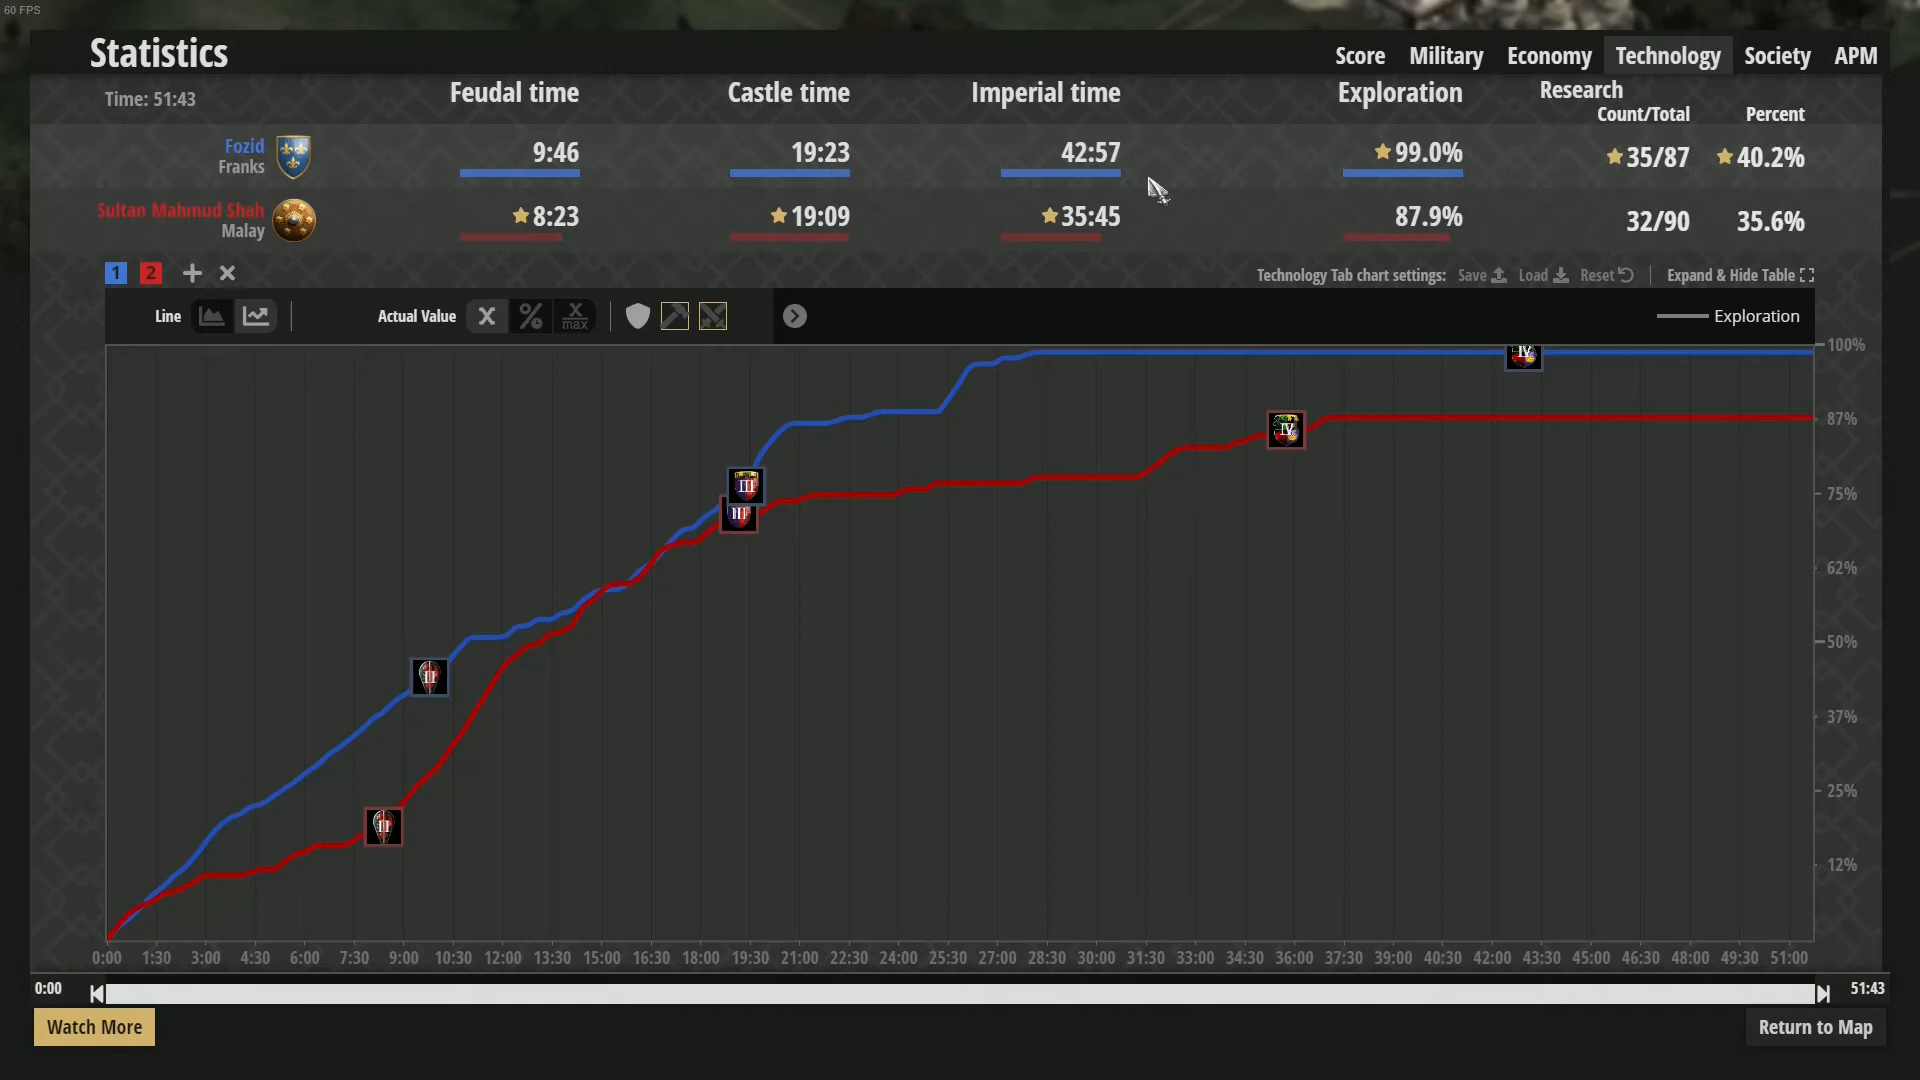 60 FPS
Statistics
Score Military Economy Technology Society APM
Time: 51:43
Feudal time Castle time Imperial time Exploration Research
Count/Total Percent
Fozid
Franks
9:46 19:23 42:57 99.0% 35/87 40.2%
Sultan Mahmud Shah
Malay
8:23 19:09 35:45 87.9% 32/90 35.6%
1 2
Technology Tab chart settings: Save Load Reset Expand & Hide Table
Line Actual Value % x max Exploration
100%
IV
87%
IV
III
75%
III
62%
50%
II
37%
25%
II
12%
0:00 1:30 3:00 4:30 6:00 7:30 9:00 10:30 12:00 13:30 15:00 16:30 18:00 19:30 21:00 22:30 24:00 25:30 27:00 28:30 30:00 31:30 33:00 34:30 36:00 37:30 39:00 40:30 42:00 43:30 45:00 46:30 48:00 49:30 51:00
0:00 51:43
Watch More Return to Map